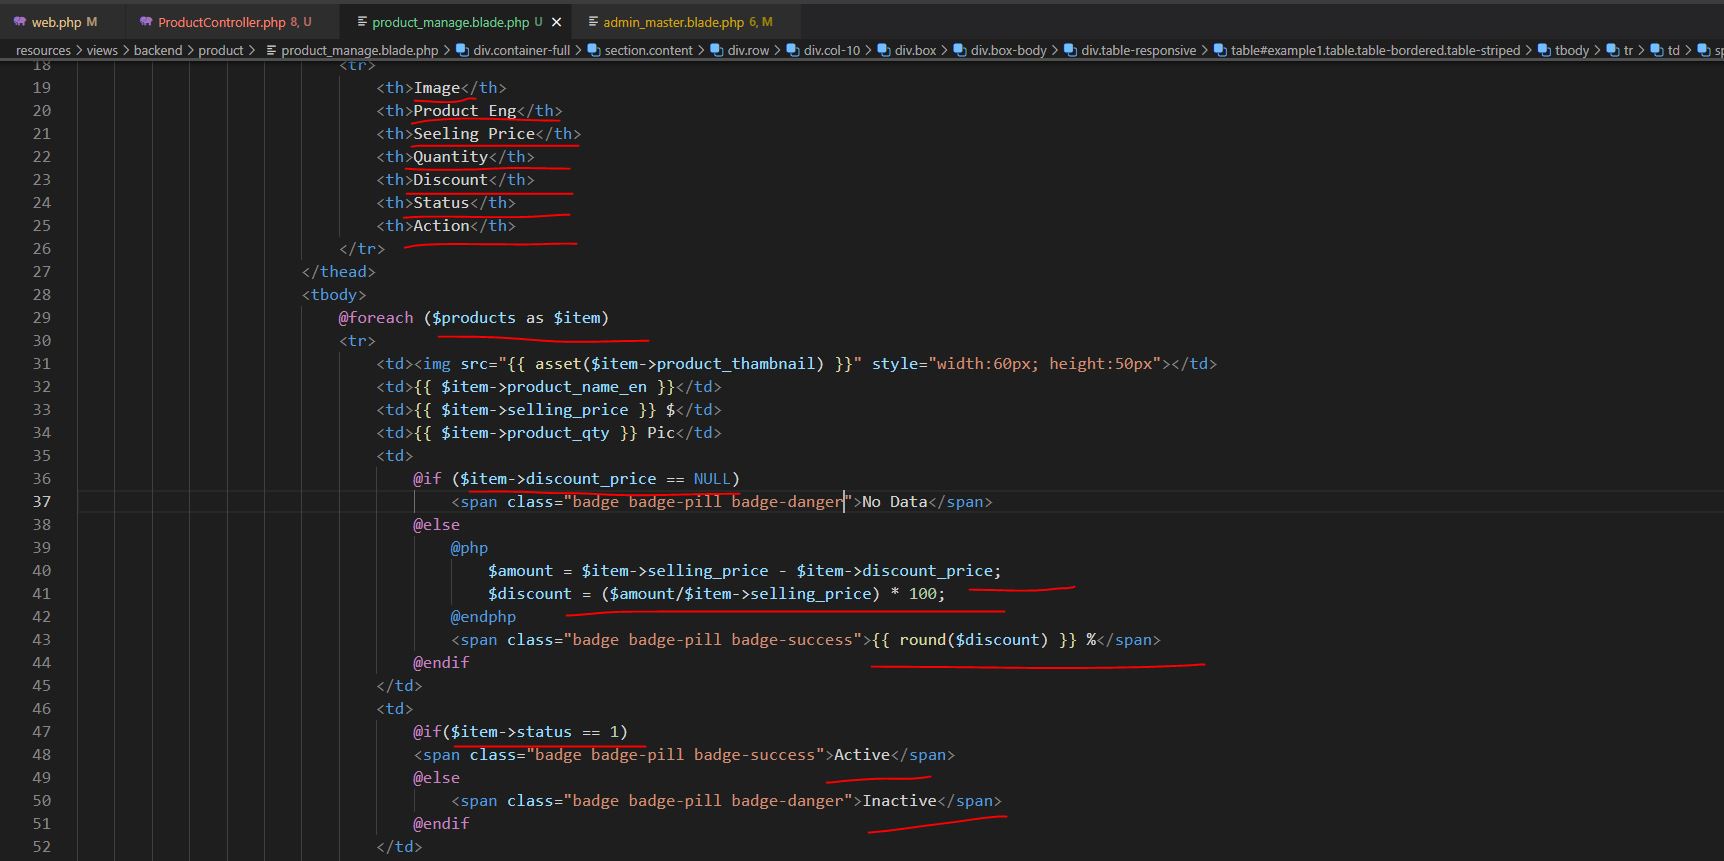 web.php M ProductController.php 8, U product_manage.blade.php U × admin_master.blade.php 6, M
resources > views > backend > product > product_manage.blade.php > div.container-full > section.content > div.row > div.col-10 > div.box > div.box-body > div.table-responsive > table#example1.table.table-bordered.table-striped > tbody > tr > td > sp
18 <tr>
19 <th>Image</th>
20 <th>Product Eng</th>
21 <th>Seeling Price</th>
22 <th>Quantity</th>
23 <th>Discount</th>
24 <th>Status</th>
25 <th>Action</th>
26 </tr>
27 </thead>
28 <tbody>
29 @foreach ($products as $item)
30 <tr>
31 <td><img src="{{ asset($item->product_thambnail) }}" style="width:60px; height:50px"></td>
32 <td>{{ $item->product_name_en }}</td>
33 <td>{{ $item->selling_price }} $</td>
34 <td>{{ $item->product_qty }} Pic</td>
35 <td>
36 @if ($item->discount_price == NULL)
37 <span class="badge badge-pill badge-danger">No Data</span>
38 @else
39 @php
40 $amount = $item->selling_price - $item->discount_price;
41 $discount = ($amount/$item->selling_price) * 100;
42 @endphp
43 <span class="badge badge-pill badge-success">{{ round($discount) }} %</span>
44 @endif
45 </td>
46 <td>
47 @if($item->status == 1)
48 <span class="badge badge-pill badge-success">Active</span>
49 @else
50 <span class="badge badge-pill badge-danger">Inactive</span>
51 @endif
52 </td>